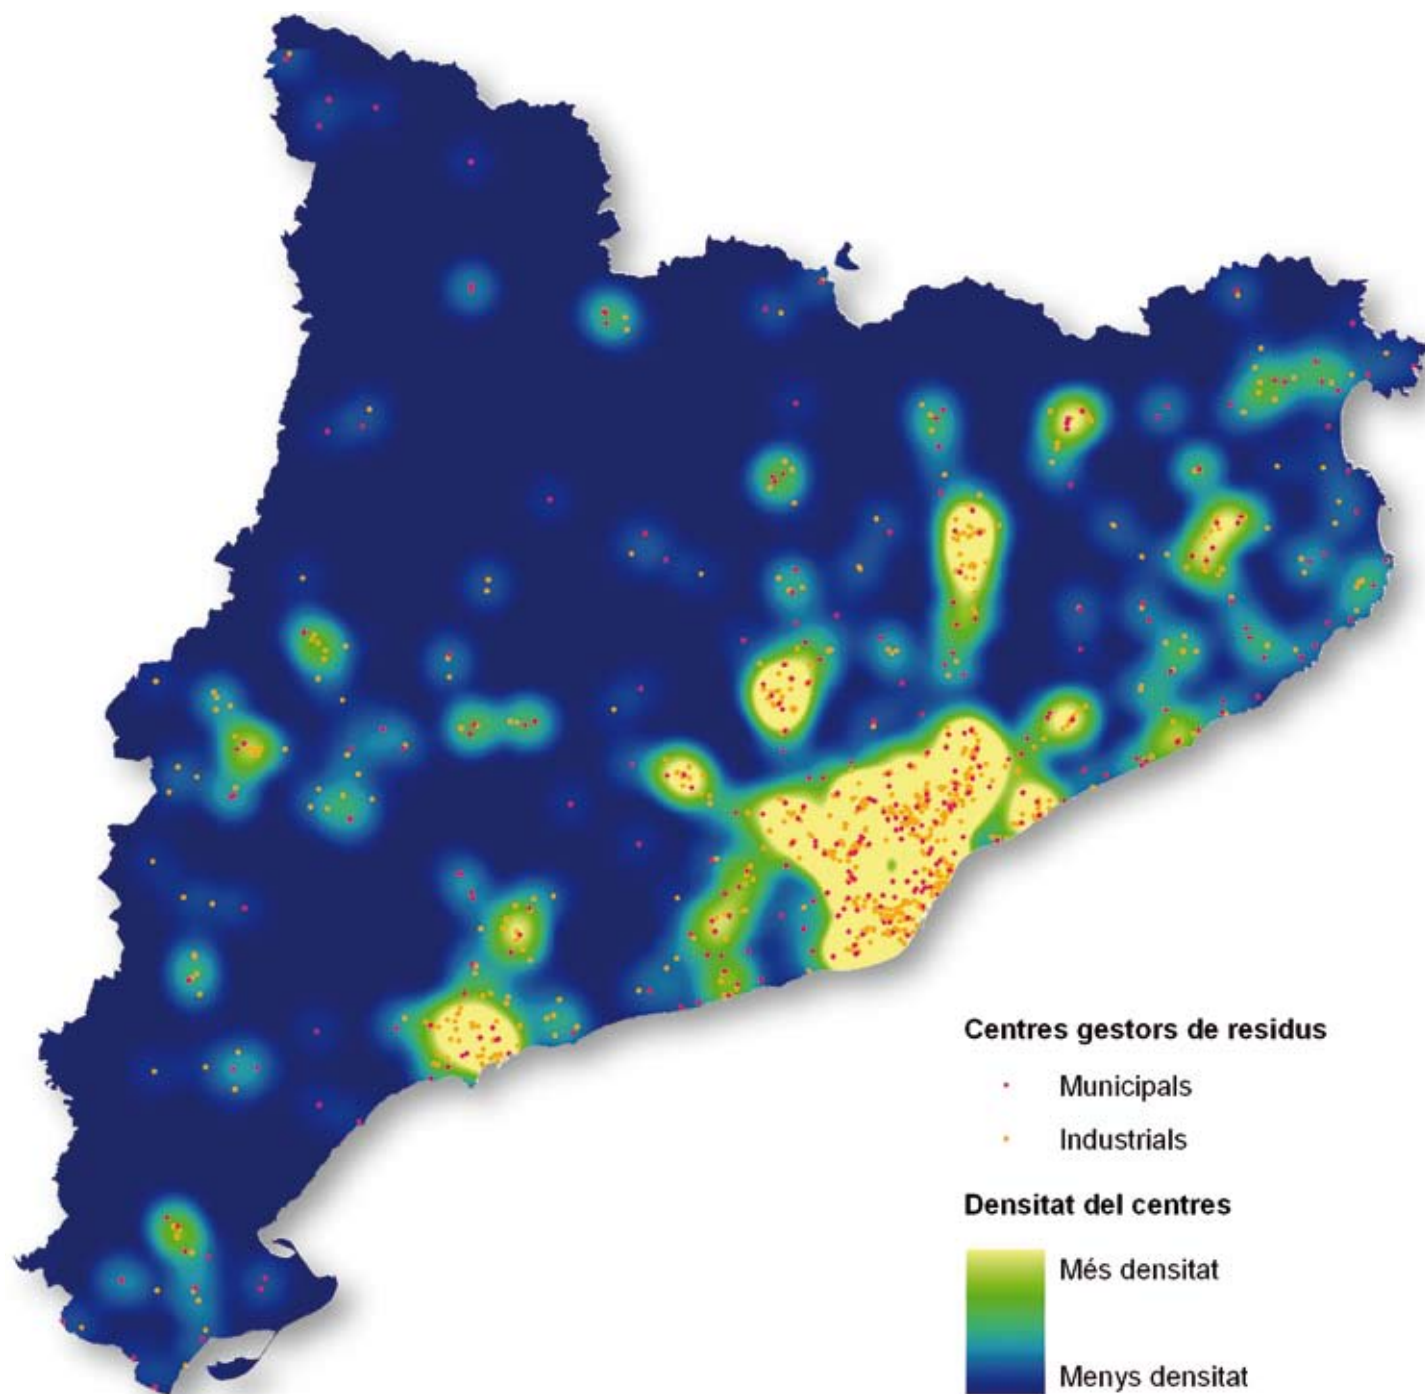 Centres gestors de residus
Municipals
Industrials
Densitat del centres
Més densitat
Menys densitat